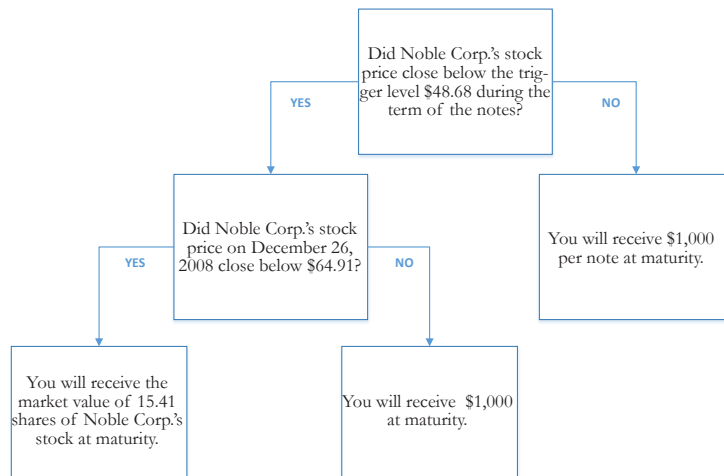 Did Noble Corp.'s stock
price close below the trig-
ger level $48.68 during the
term of the notes?
YES
NO
Did Noble Corp.'s stock
price on December 26,
2008 close below $64.91?
You will receive $1,000
per note at maturity.
YES
NO
You will receive the
market value of 15.41
shares of Noble Corp.'s
stock at maturity.
You will receive $1,000
at maturity.